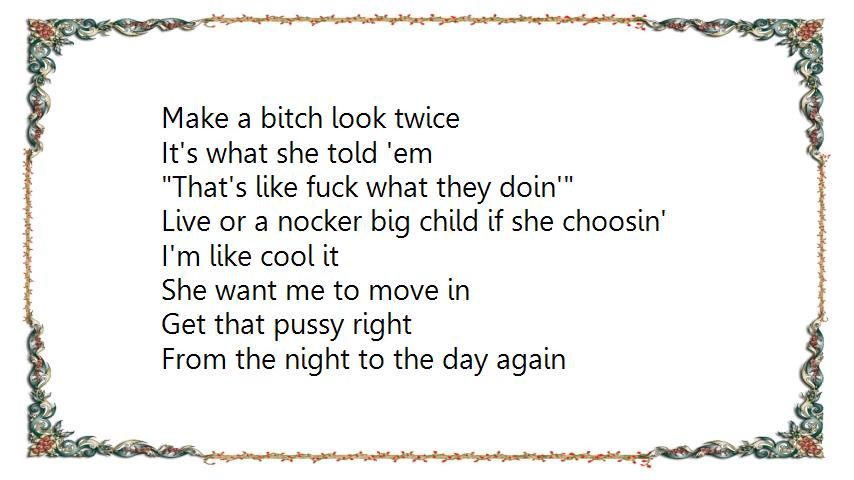 Make a bitch look twice
It's what she told 'em
"That's like fuck what they doin'"
Live or a nocker big child if she choosin'
I'm like cool it
She want me to move in
Get that pussy right
From the night to the day again